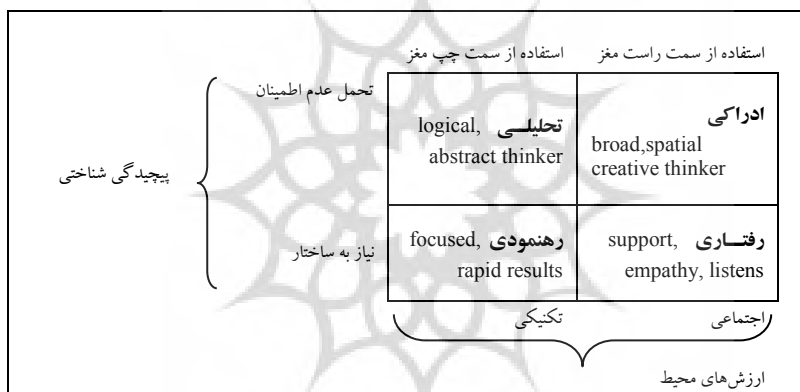 استفاده از سمت راست مغز
استفاده از سمت چپ مغز
تحمل عدم اطمینان
ادراکی
broad,spatial
creative thinker
تحلیلــی logical,
abstract thinker
پیچیدگی شناختی
نیاز به ساختار
رفتــاری support,
empathy, listens
رهنمودی focused,
rapid results
اجتماعی
تکنیکی
ارزش‌های محیط